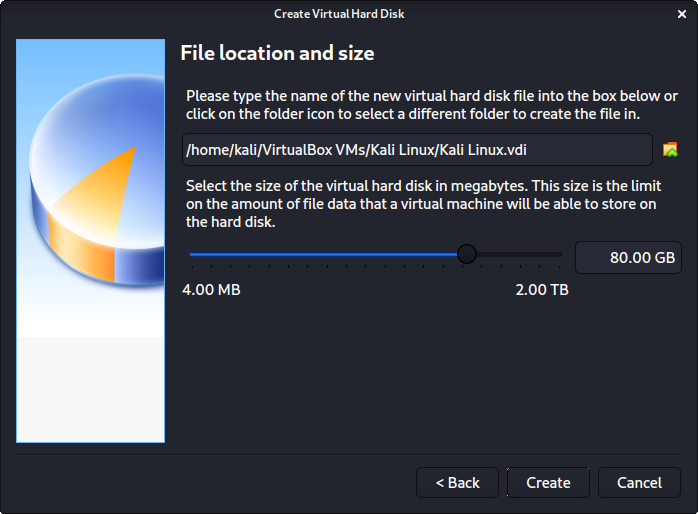 Create Virtual Hard Disk
File location and size
Please type the name of the new virtual hard disk file into the box below or
click on the folder icon to select a different folder to create the file in.
/home/kali/VirtualBox VMs/Kali Linux/Kali Linux.vdi
Select the size of the virtual hard disk in megabytes. This size is the limit
on the amount of file data that a virtual machine will be able to store on
the hard disk.
80.00 GB
4.00 MB
2.00 TB
< Back
Create
Cancel